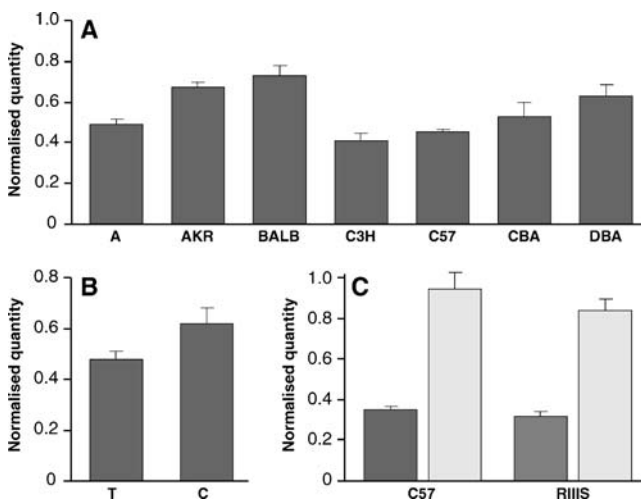 A
Normalised quantity
1.0
0.8
0.6
0.4
0.2
0
A AKR BALB C3H C57 CBA DBA
B
Normalised quantity
0.8
0.6
0.4
0.2
0
T C
C
Normalised quantity
1.0
0.8
0.6
0.4
0.2
0
C57 RIIIS